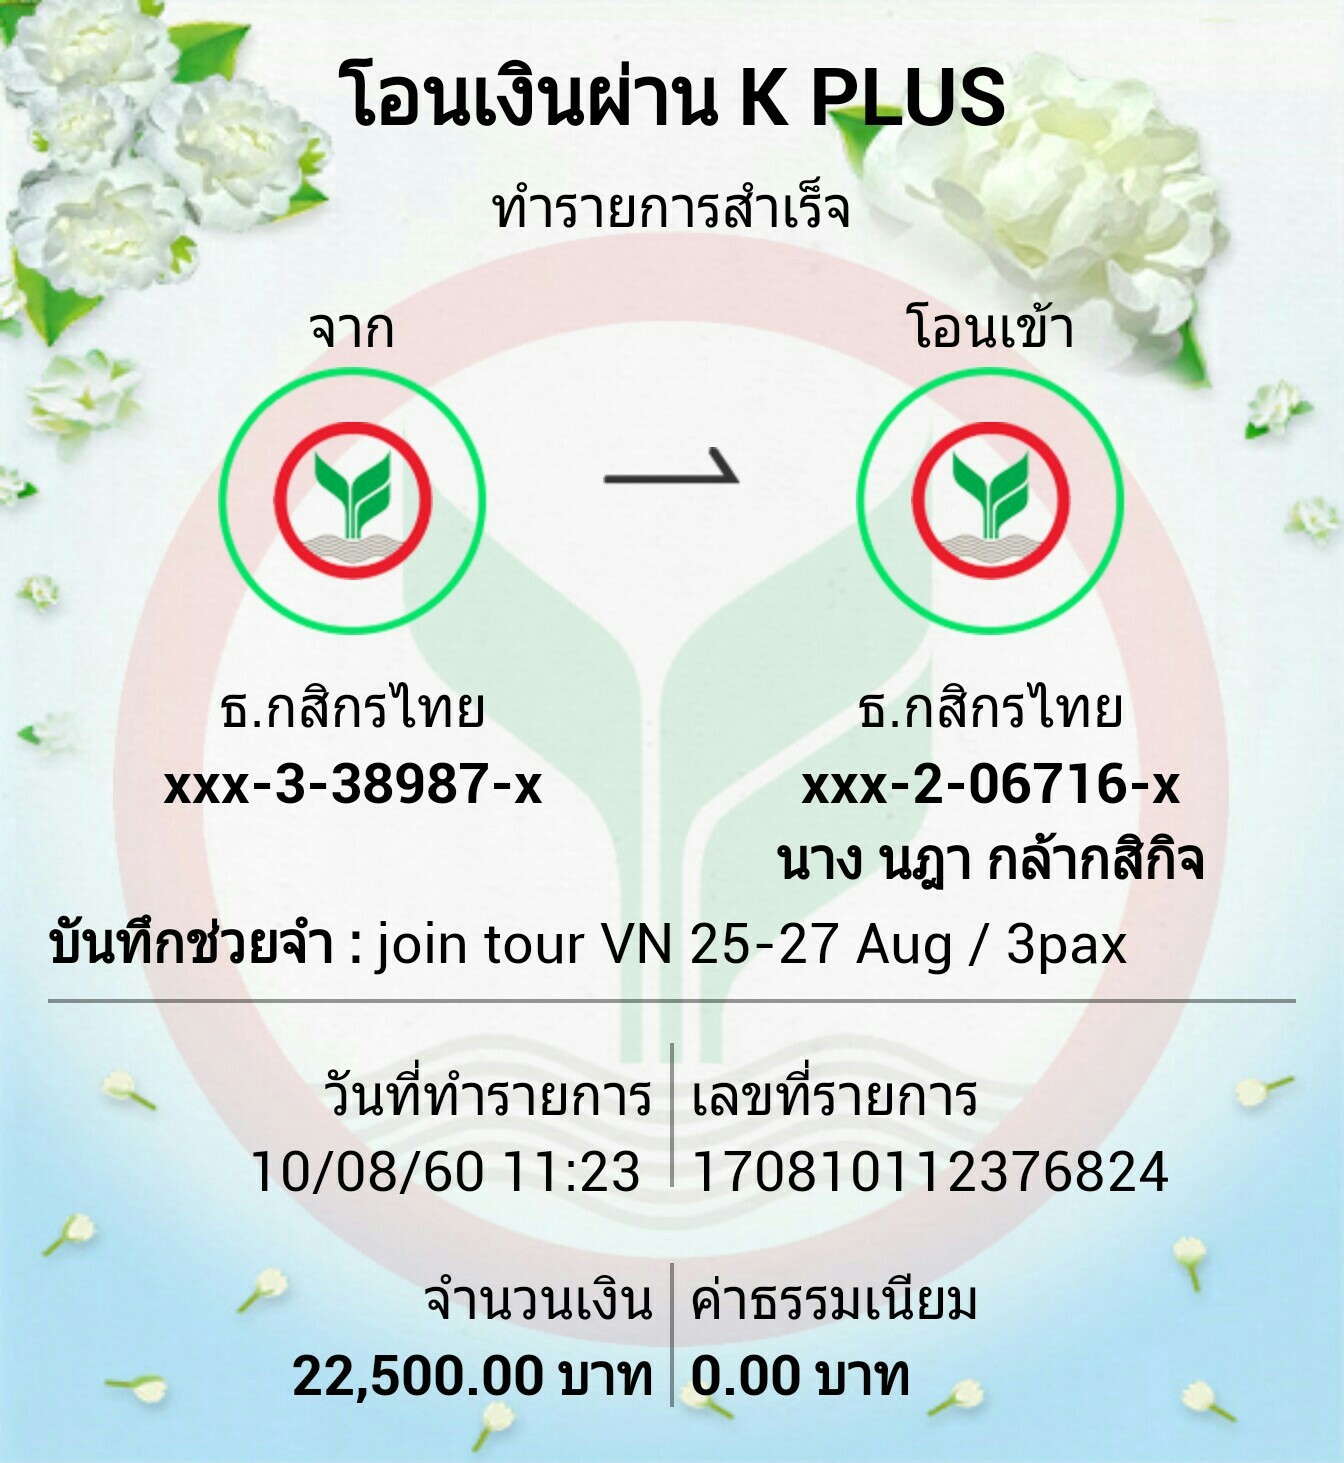 โอนเงินผ่าน K PLUS
ทำรายการสำเร็จ
จาก
โอนเข้า
ธ.กสิกรไทย
xxx-3-38987-x
ธ.กสิกรไทย
xxx-2-06716-x
นาง นฎา กล้ากสิกิจ
บันทึกช่วยจำ : join tour VN 25-27 Aug / 3pax
วันที่ทำรายการ
10/08/60 11:23
เลขที่รายการ
170810112376824
จำนวนเงิน
22,500.00 บาท
ค่าธรรมเนียม
0.00 บาท